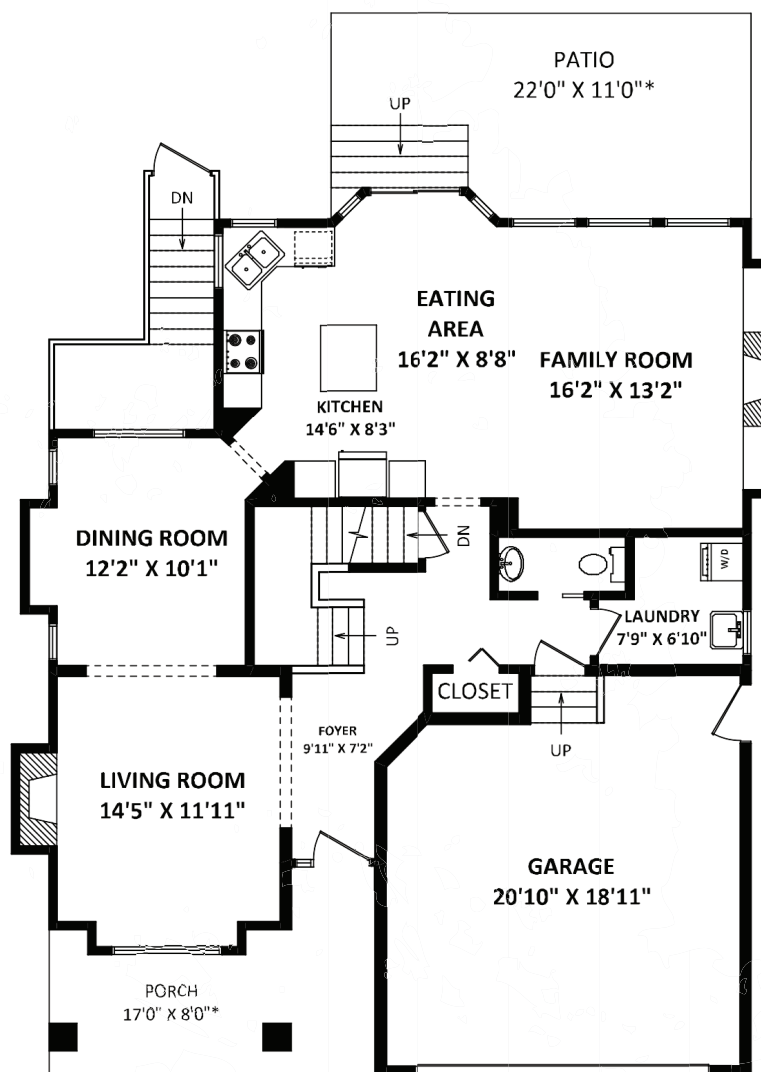 PATIO
22'0" X 11'0"*
UP
DN
EATING
AREA
16'2" X 8'8"
FAMILY ROOM
16'2" X 13'2"
KITCHEN
14'6" X 8'3"
DINING ROOM
12'2" X 10'1"
DN
W/D
UP
LAUNDRY
7'9" X 6'10"
CLOSET
FOYER
9'11" X 7'2"
UP
LIVING ROOM
14'5" X 11'11"
GARAGE
20'10" X 18'11"
PORCH
17'0" X 8'0"*